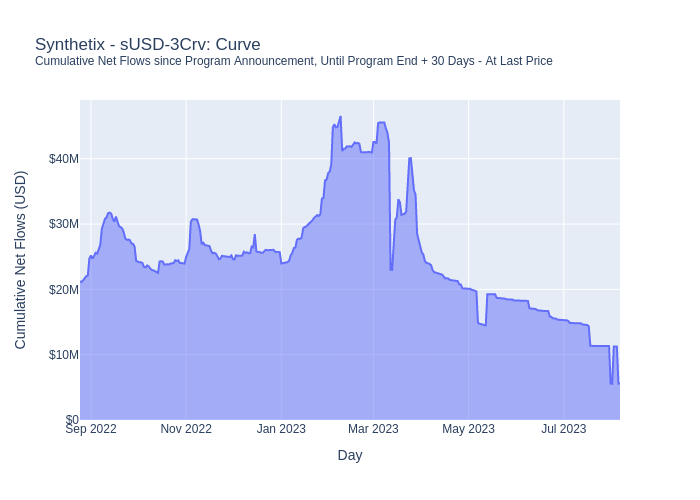 Synthetix - sUSD-3Crv: Curve
Cumulative Net Flows since Program Announcement, Until Program End + 30 Days - At Last Price
Cumulative Net Flows (USD)
$40M
$30M
$20M
$10M
$0
Sep 2022 Nov 2022 Jan 2023 Mar 2023 May 2023 Jul 2023
Day